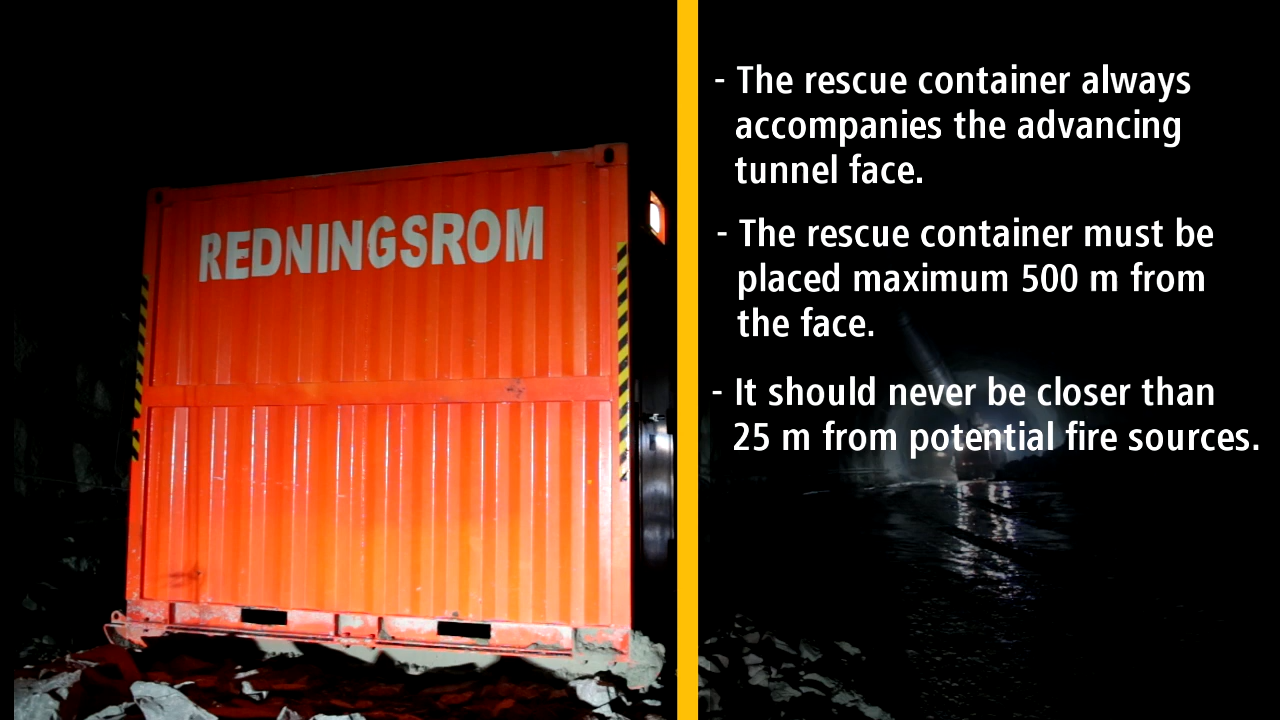 REDNINGSROM
- The rescue container always
accompanies the advancing
tunnel face.
- The rescue container must be
placed maximum 500 m from
the face.
- It should never be closer than
25 m from potential fire sources.